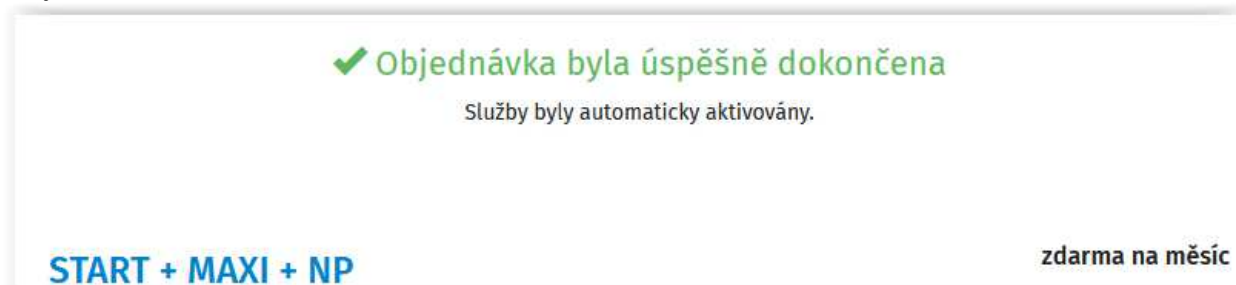 Objednávka byla úspěšně dokončena
Služby byly automaticky aktivovány.
zdarma na měsíc
START + MAXI + NP